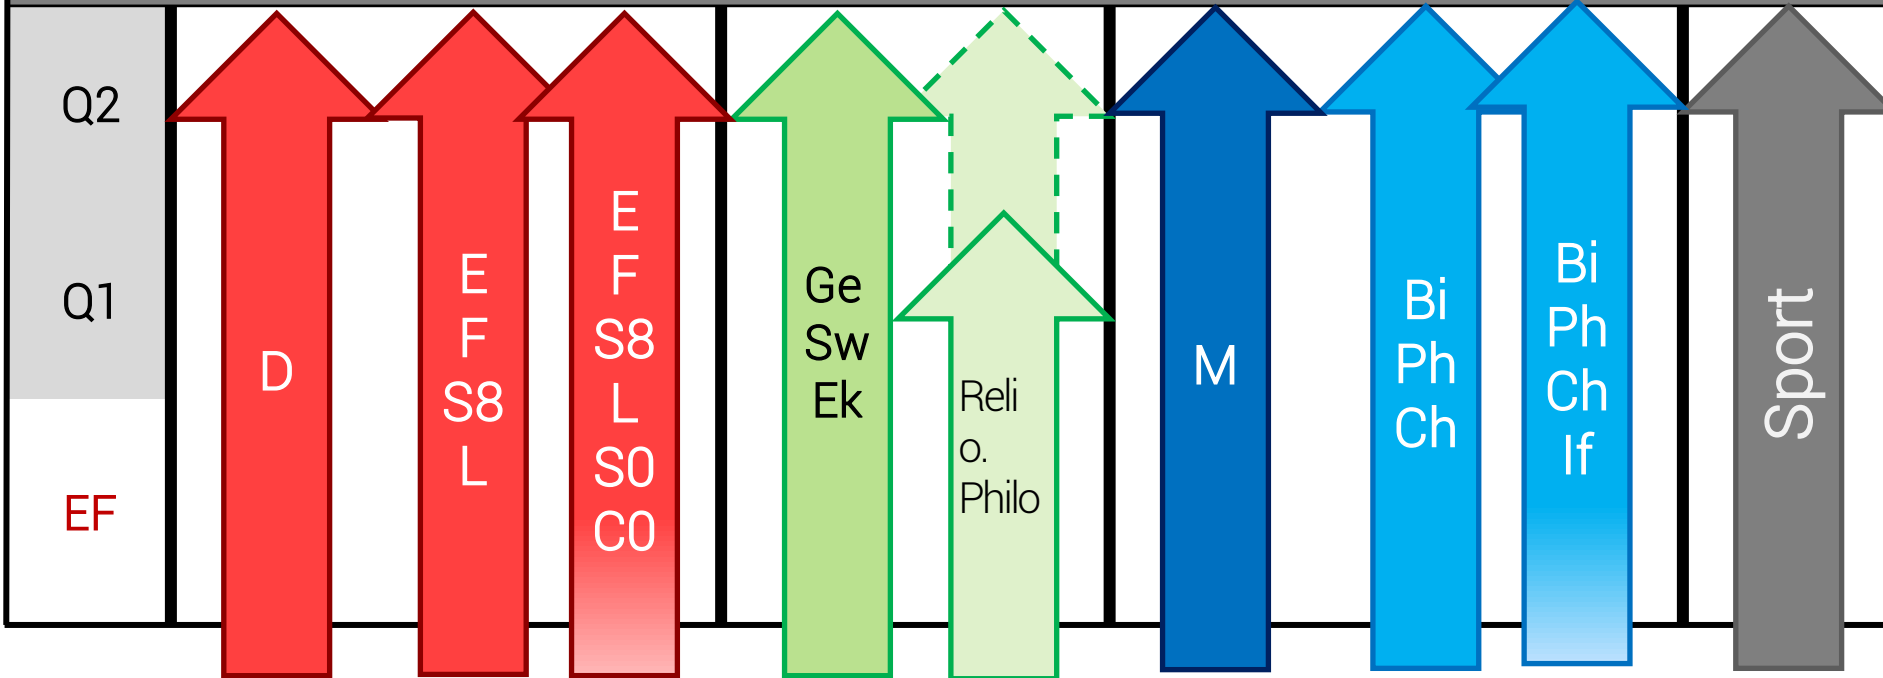 Q2
Q1
EF
D
E
F
S8
L
E
F
S8
L
S0
C0
Ge
Sw
Ek
Reli
o.
Philo
M
Bi
Ph
Ch
Bi
Ph
Ch
If
Sport